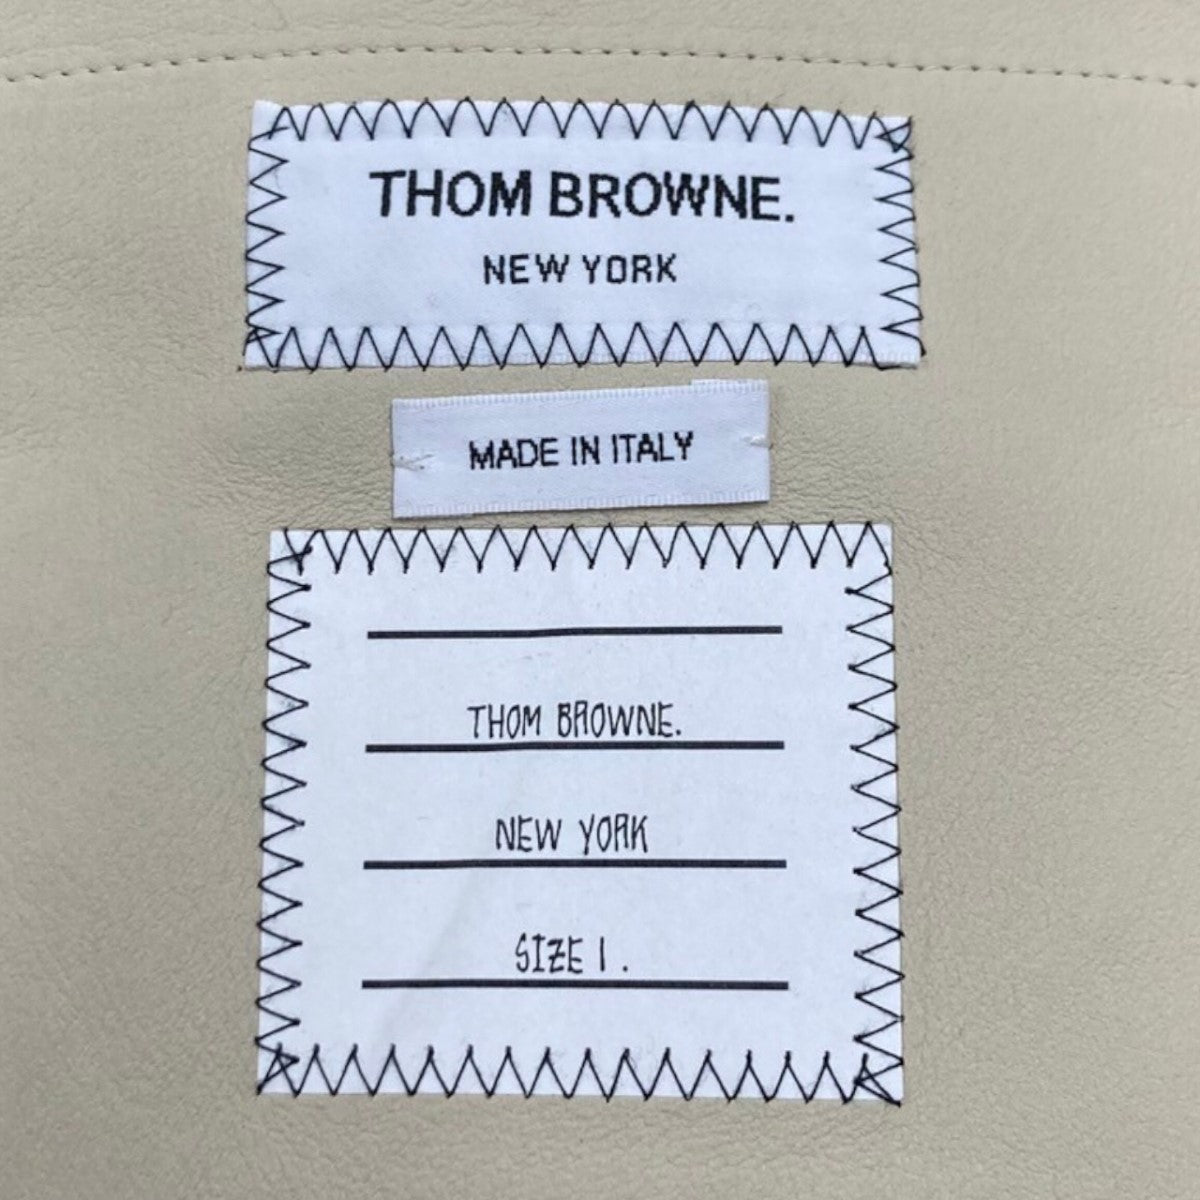 THOM BROWNE.
NEW YORK
MADE IN ITALY
THOM BROWNE.
NEW YORK
SIZE 1.